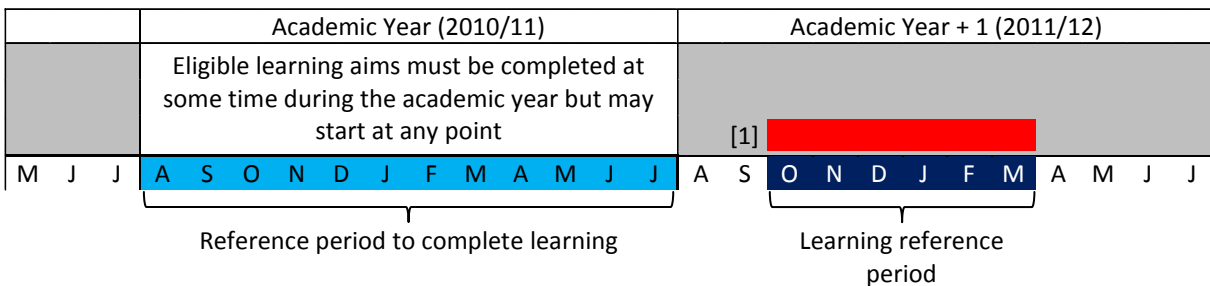 Academic Year (2010/11) Academic Year + 1 (2011/12)
Eligible learning aims must be completed at
some time during the academic year but may
start at any point
[1]
M J J A S O N D J F M A M J J A S O N D J F M A M J J
Reference period to complete learning Learning reference
period